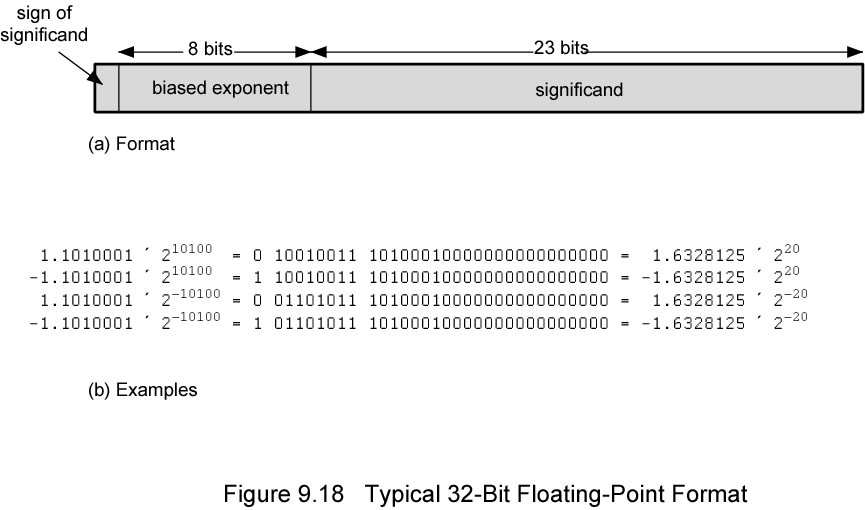 sign of
significand
8 bits
23 bits
biased exponent
significand
(a) Format
1.1010001 ´ 2^10100 = 0 10010011 10100010000000000000000 = 1.6328125 ´ 2^20
-1.1010001 ´ 2^10100 = 1 10010011 10100010000000000000000 = -1.6328125 ´ 2^20
1.1010001 ´ 2^-10100 = 0 01101011 10100010000000000000000 = 1.6328125 ´ 2^-20
-1.1010001 ´ 2^-10100 = 1 01101011 10100010000000000000000 = -1.6328125 ´ 2^-20
(b) Examples
Figure 9.18 Typical 32-Bit Floating-Point Format